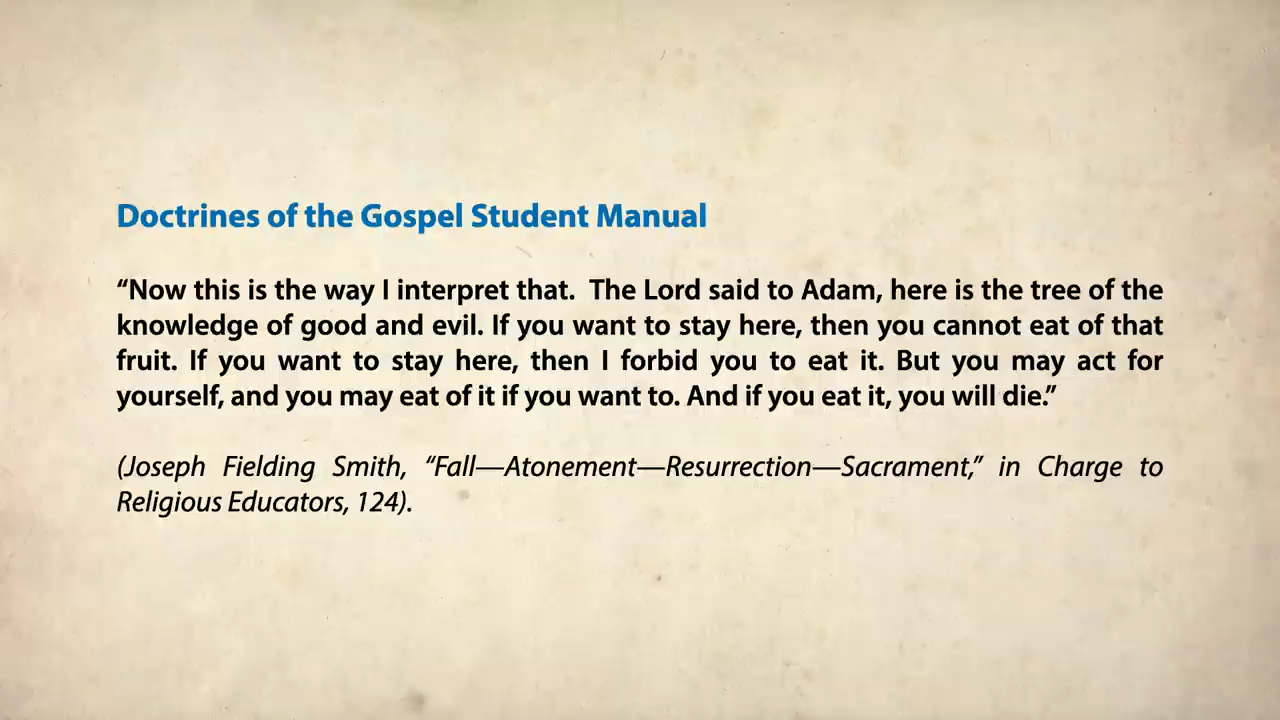 Doctrines of the Gospel Student Manual
“Now this is the way I interpret that.  The Lord said to Adam, here is the tree of the
knowledge of good and evil. If you want to stay here, then you cannot eat of that
fruit. If you want to stay here, then I forbid you to eat it. But you may act for
yourself, and you may eat of it if you want to. And if you eat it, you will die.”
(Joseph Fielding Smith, “Fall—Atonement—Resurrection—Sacrament,” in Charge to
Religious Educators, 124).